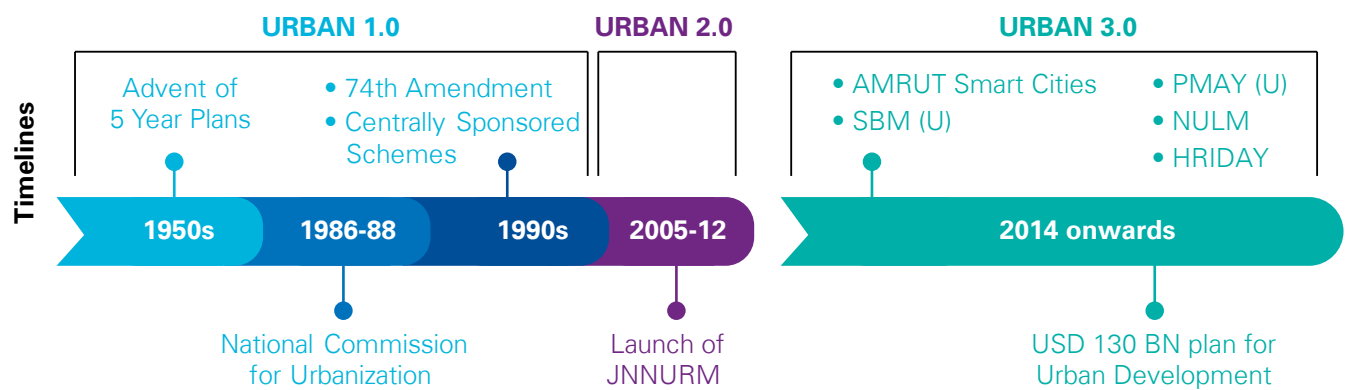 URBAN 1.0
URBAN 2.0
URBAN 3.0
Timelines
Advent of
5 Year Plans
• 74th Amendment
• Centrally Sponsored
Schemes
• AMRUT Smart Cities
• SBM (U)
• PMAY (U)
• NULM
• HRIDAY
1950s
1986-88
1990s
2005-12
2014 onwards
National Commission
for Urbanization
Launch of
JNNURM
USD 130 BN plan for
Urban Development